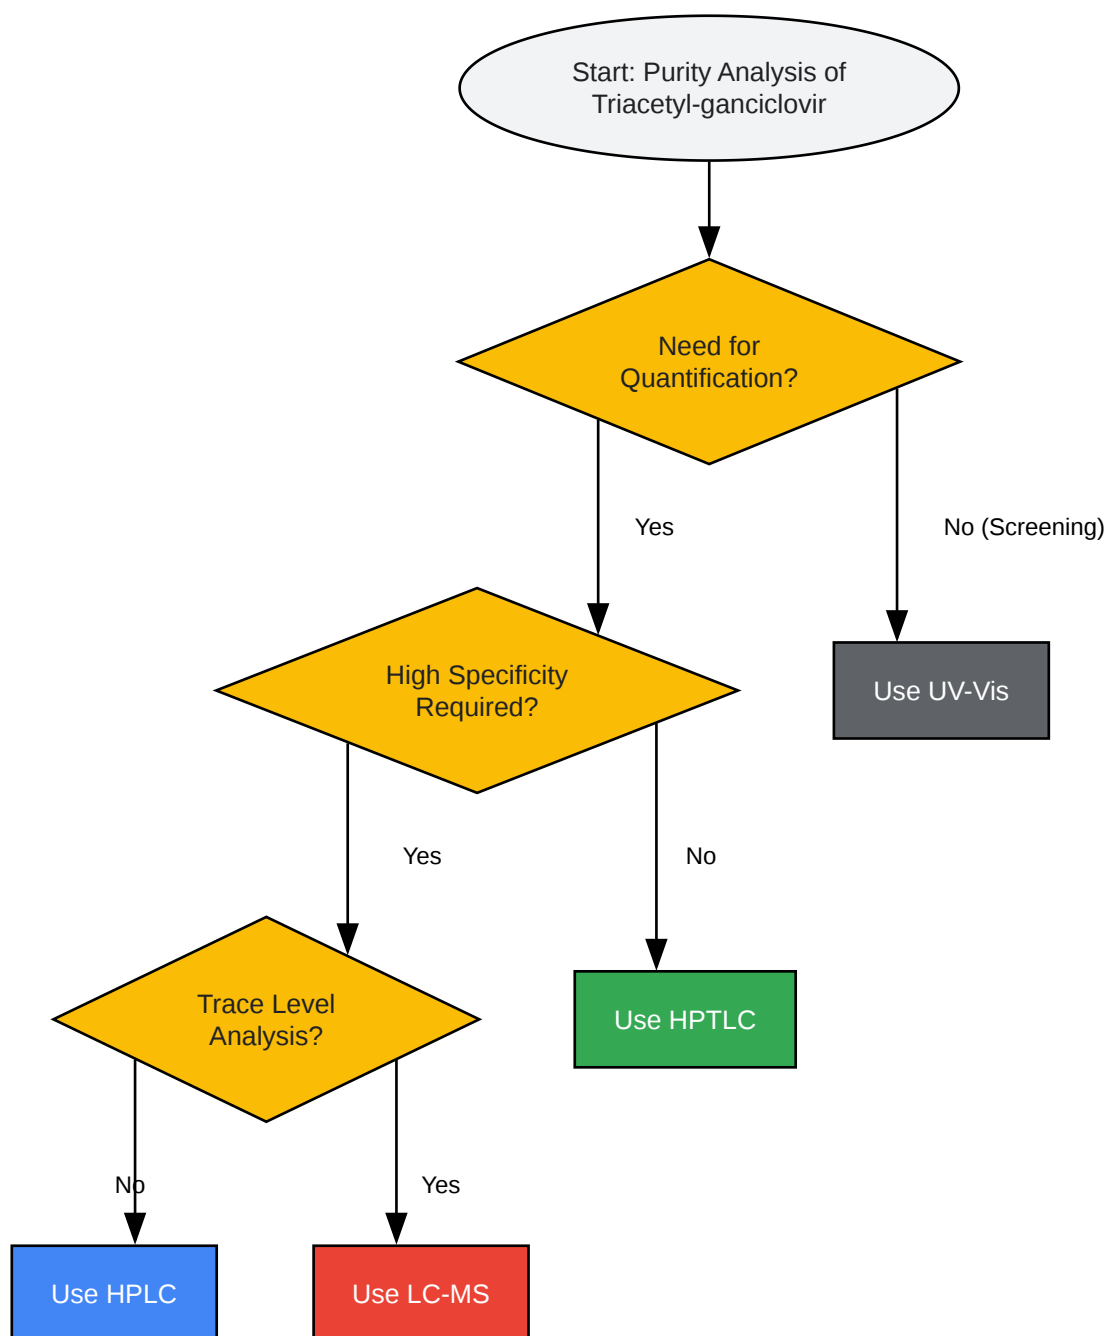 Start: Purity Analysis of
Triacetyl-ganciclovir
Need for
Quantification?
Yes
No (Screening)
High Specificity
Required?
Use UV-Vis
Yes
No
Trace Level
Analysis?
Use HPTLC
No
Yes
Use HPLC
Use LC-MS